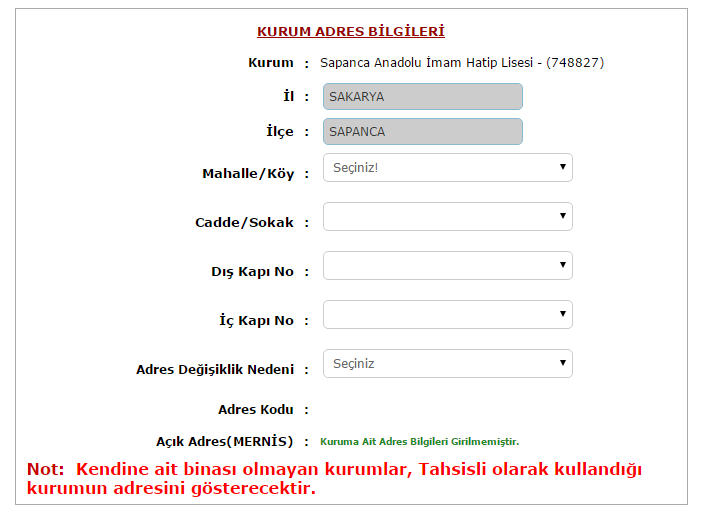 KURUM ADRES BİLGİLERİ
Kurum : Sapanca Anadolu İmam Hatip Lisesi - (748827)
İl : SAKARYA
İlçe : SAPANCA
Mahalle/Köy : Seçiniz!
Cadde/Sokak :
Dış Kapı No :
İç Kapı No :
Adres Değişiklik Nedeni : Seçiniz
Adres Kodu :
Açık Adres(MERNİS) : Kuruma Ait Adres Bilgileri Girilmemiştir.
Not: Kendine ait binası olmayan kurumlar, Tahsisli olarak kullandığı
kurumun adresini gösterecektir.